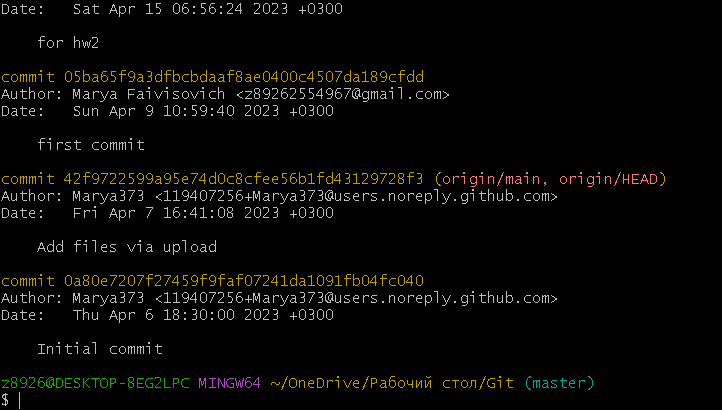 Date:   Sat Apr 15 06:56:24 2023 +0300
for hw2
commit 05ba65f9a3dfbcbdaaf8ae0400c4507da189cfdd
Author: Marya Faivisovich <z89262554967@gmail.com>
Date:   Sun Apr 9 10:59:40 2023 +0300
first commit
commit 42f9722599a95e74d0c8cfee56b1fd43129728f3 (origin/main, origin/HEAD)
Author: Marya373 <119407256+Marya373@users.noreply.github.com>
Date:   Fri Apr 7 16:41:08 2023 +0300
Add files via upload
commit 0a80e7207f27459f9faf07241da1091fb04fc040
Author: Marya373 <119407256+Marya373@users.noreply.github.com>
Date:   Thu Apr 6 18:30:00 2023 +0300
Initial commit
z8926@DESKTOP-8EG2LPC MINGW64 ~/OneDrive/Рабочий стол/Git (master)
$